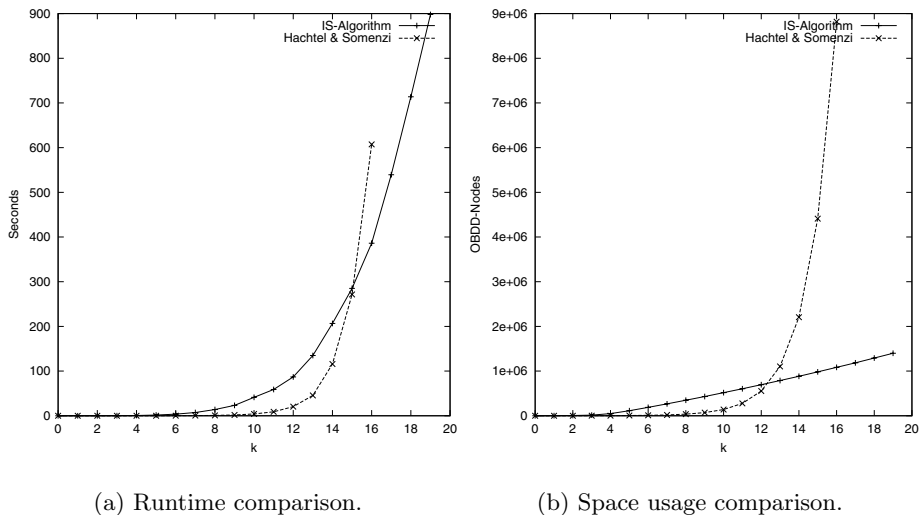 900
800
700
600
500
400
300
200
100
0
Seconds
0 2 4 6 8 10 12 14 16 18 20
k
IS-Algorithm
Hachtel & Somenzi
(a) Runtime comparison.
9e+06
8e+06
7e+06
6e+06
5e+06
4e+06
3e+06
2e+06
1e+06
0
OBDD-Nodes
0 2 4 6 8 10 12 14 16 18 20
k
IS-Algorithm
Hachtel & Somenzi
(b) Space usage comparison.